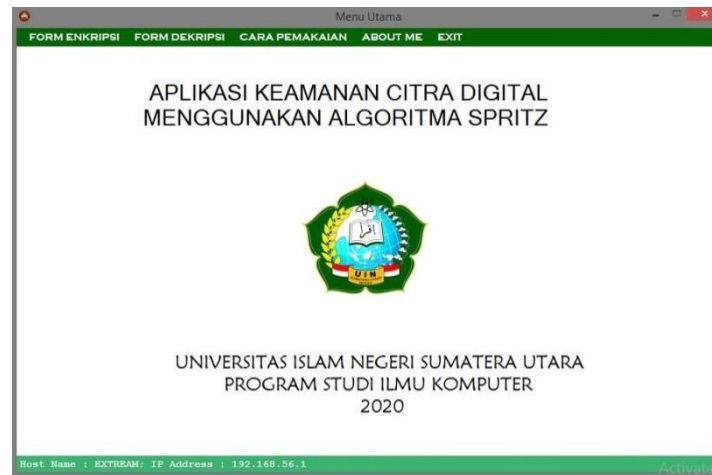 Menu Utama
FORM ENKRIPSI FORM DEKRIPSI CARA PEMAKAIAN ABOUT ME EXIT
APLIKASI KEAMANAN CITRA DIGITAL
MENGGUNAKAN ALGORITMA SPRITZ
إقرأ
UIN
UNIVERSITAS ISLAM NEGERI SUMATERA UTARA
PROGRAM STUDI ILMU KOMPUTER
2020
Host Name : EXTREAM; IP Address : 192.168.56.1
Activate